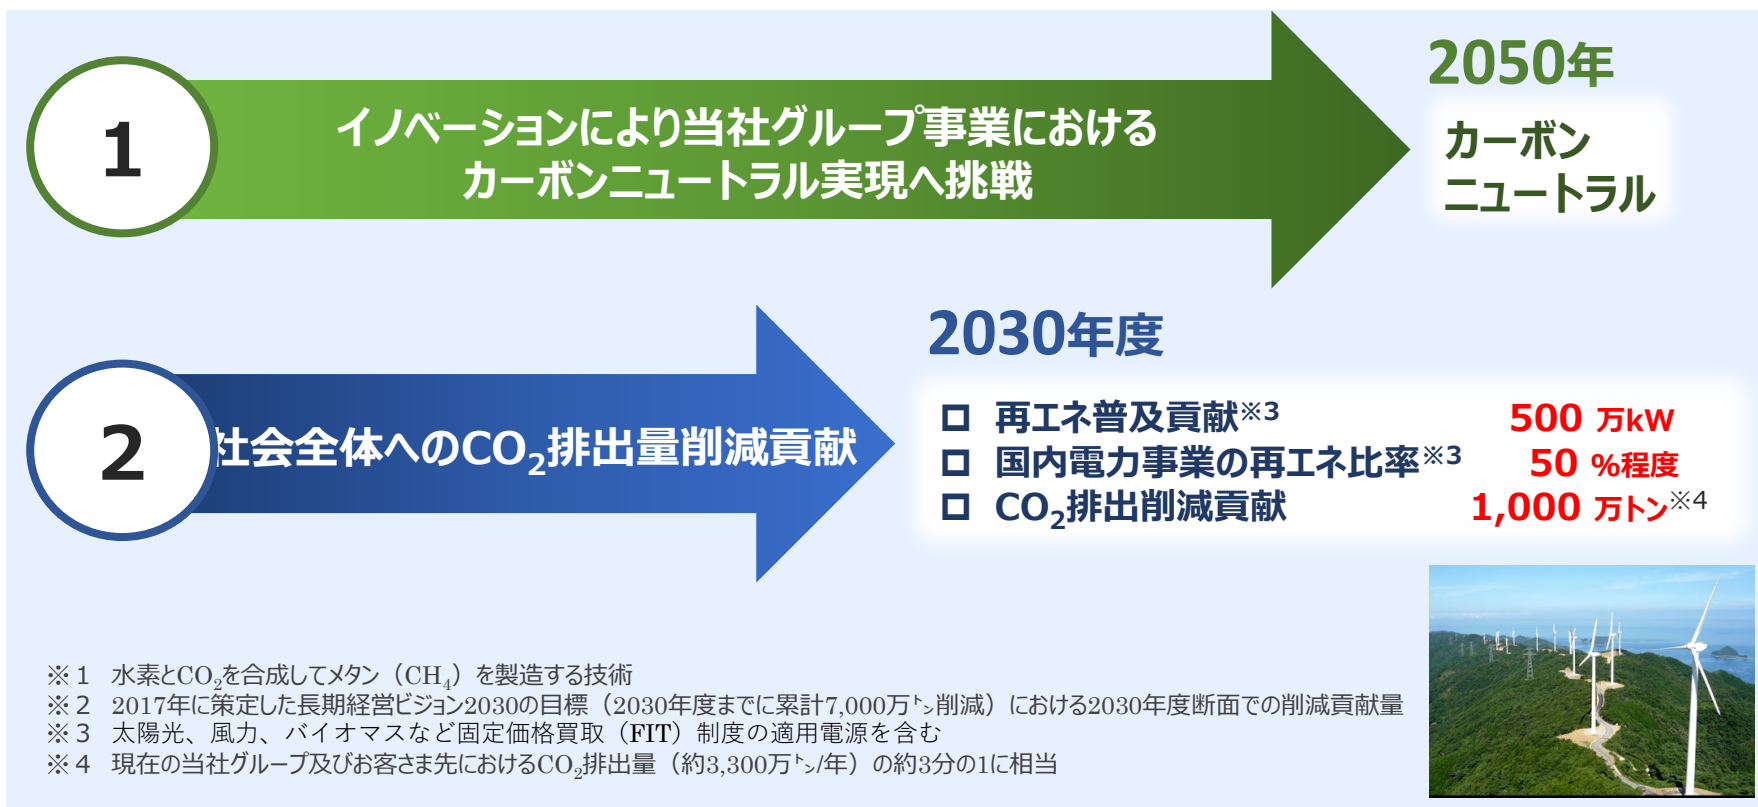 1
イノベーションにより当社グループ事業における
カーボンニュートラル実現へ挑戦
2050年
カーボン
ニュートラル
2
社会全体へのCO₂排出量削減貢献
2030年度
再エネ普及貢献※3 500 万kW
国内電力事業の再エネ比率※3 50 %程度
CO₂排出削減貢献 1,000 万トン※4
※1 水素とCO₂を合成してメタン（CH₄）を製造する技術
※2 2017年に策定した長期経営ビジョン2030の目標（2030年度までに累計7,000万㌧削減）における2030年度断面での削減貢献量
※3 太陽光、風力、バイオマスなど固定価格買取（FIT）制度の適用電源を含む
※4 現在の当社グループ及びお客さま先におけるCO₂排出量（約3,300万㌧/年）の約3分の1に相当